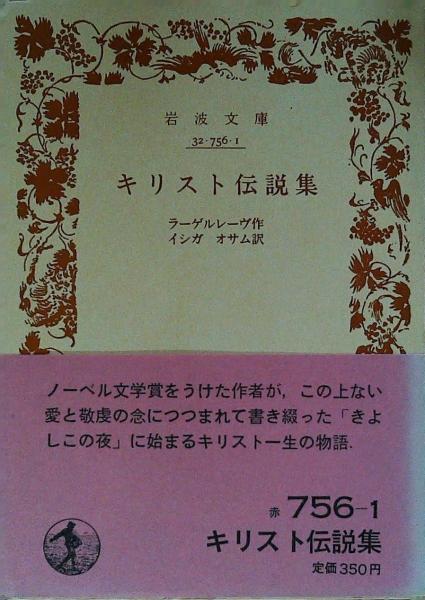 岩波文庫
32-756-1
キリスト伝説集
ラーゲルレーヴ作
イシガ オサム訳
ノーベル文学賞をうけた作者が，この上ない
愛と敬虔の念につつまれて書き綴った「きよ
しこの夜」に始まるキリスト一生の物語．
赤 756-1
キリスト伝説集
定価350円